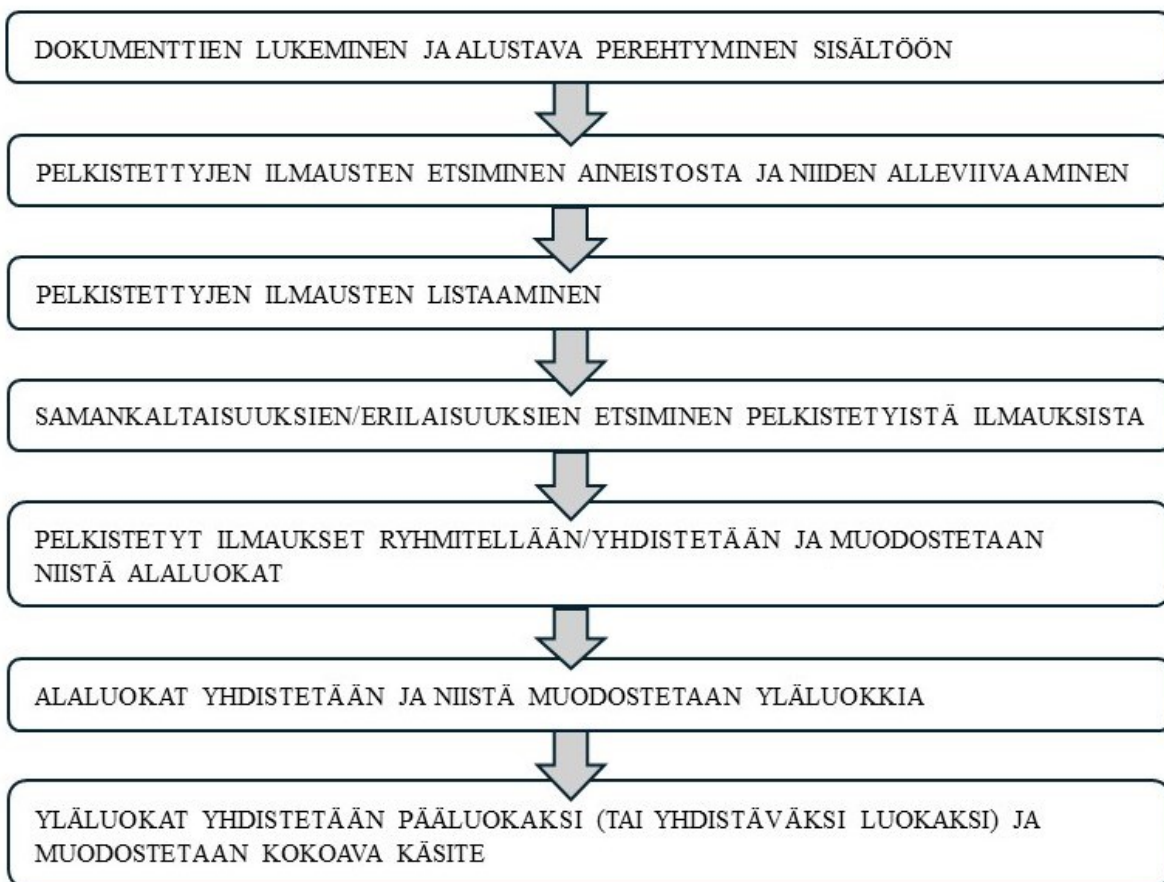 DOKUMENTTIEN LUKEMINEN JA ALUSTAVA PEREHTYMINEN SISÄLTÖÖN
PELKISTETTYJEN ILMAUSTEN ETSIMINEN AINEISTOSTA JA NIIDEN ALLEVIIVAAMINEN
PELKISTETTYJEN ILMAUSTEN LISTAAMINEN
SAMANKALTAISUUKSIEN/ERILAISUUKSIEN ETSIMINEN PELKISTETYISTÄ ILMAUKSISTA
PELKISTETYT ILMAUKSET RYHMITELLÄÄN/YHDISTETÄÄN JA MUODOSTETAAN
NIISTÄ ALALUOKAT
ALALUOKAT YHDISTETÄÄN JA NIISTÄ MUODOSTETAAN YLÄLUOKKIA
YLÄLUOKAT YHDISTETÄÄN PÄÄLUOKAKSI (TAI YHDISTÄVÄKSI LUOKAKSI) JA
MUODOSTETAAN KOKOAVA KÄSITE